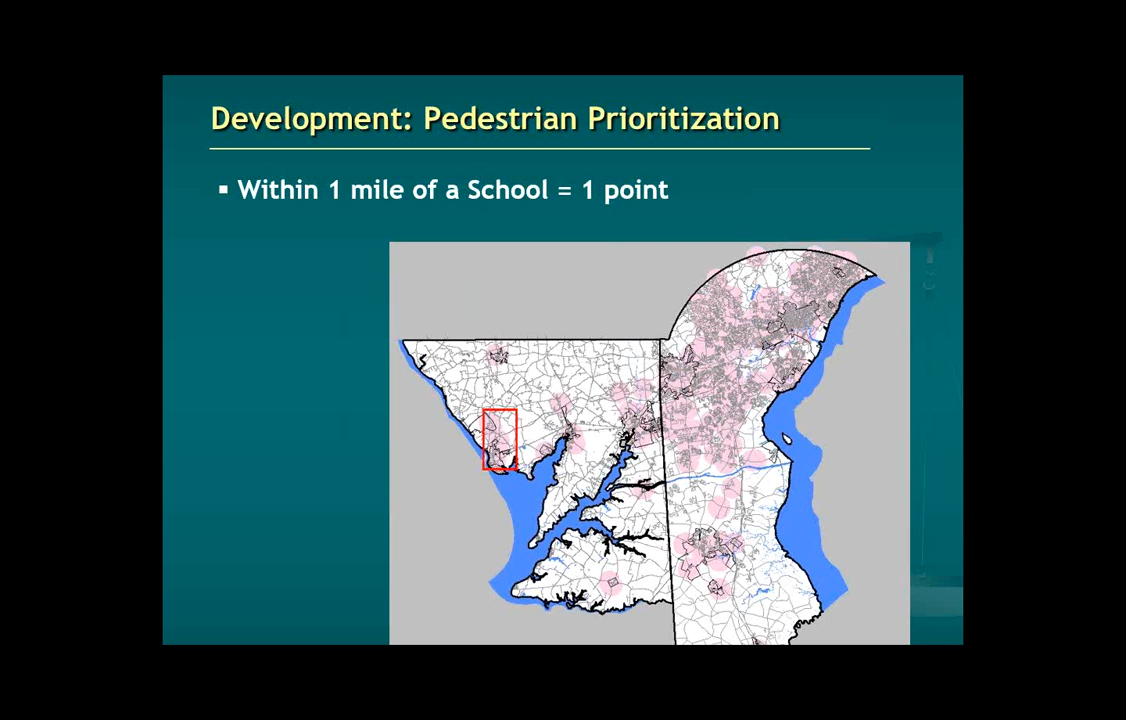 Development: Pedestrian Prioritization
▪ Within 1 mile of a School = 1 point